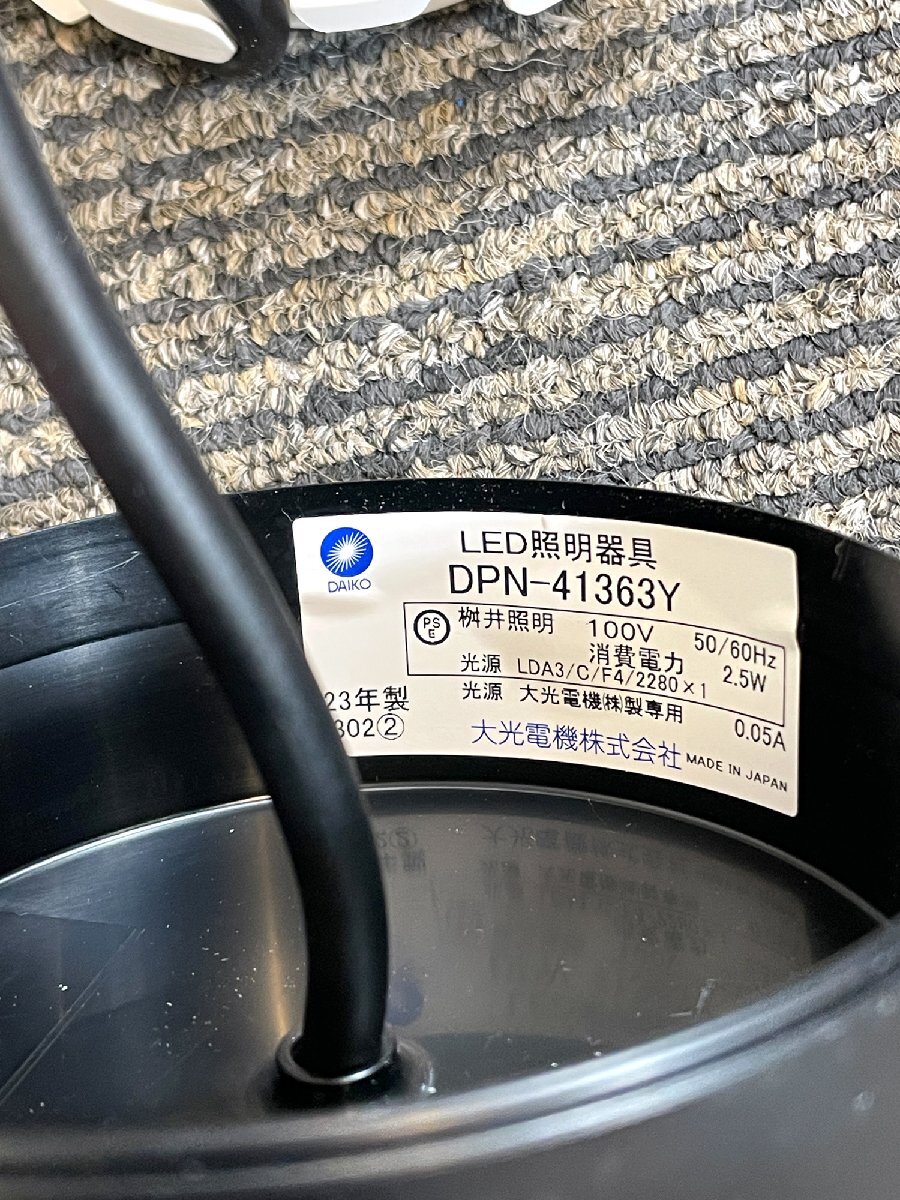 DAIKO
LED照明器具
DPN-41363Y
PS
E
桝井照明 100V 50/60Hz
消費電力 2.5W
光源 LDA3/C/F4/2280×1
光源 大光電機㈱製専用
0.05A
23年製
302②
大光電機株式会社 MADE IN JAPAN